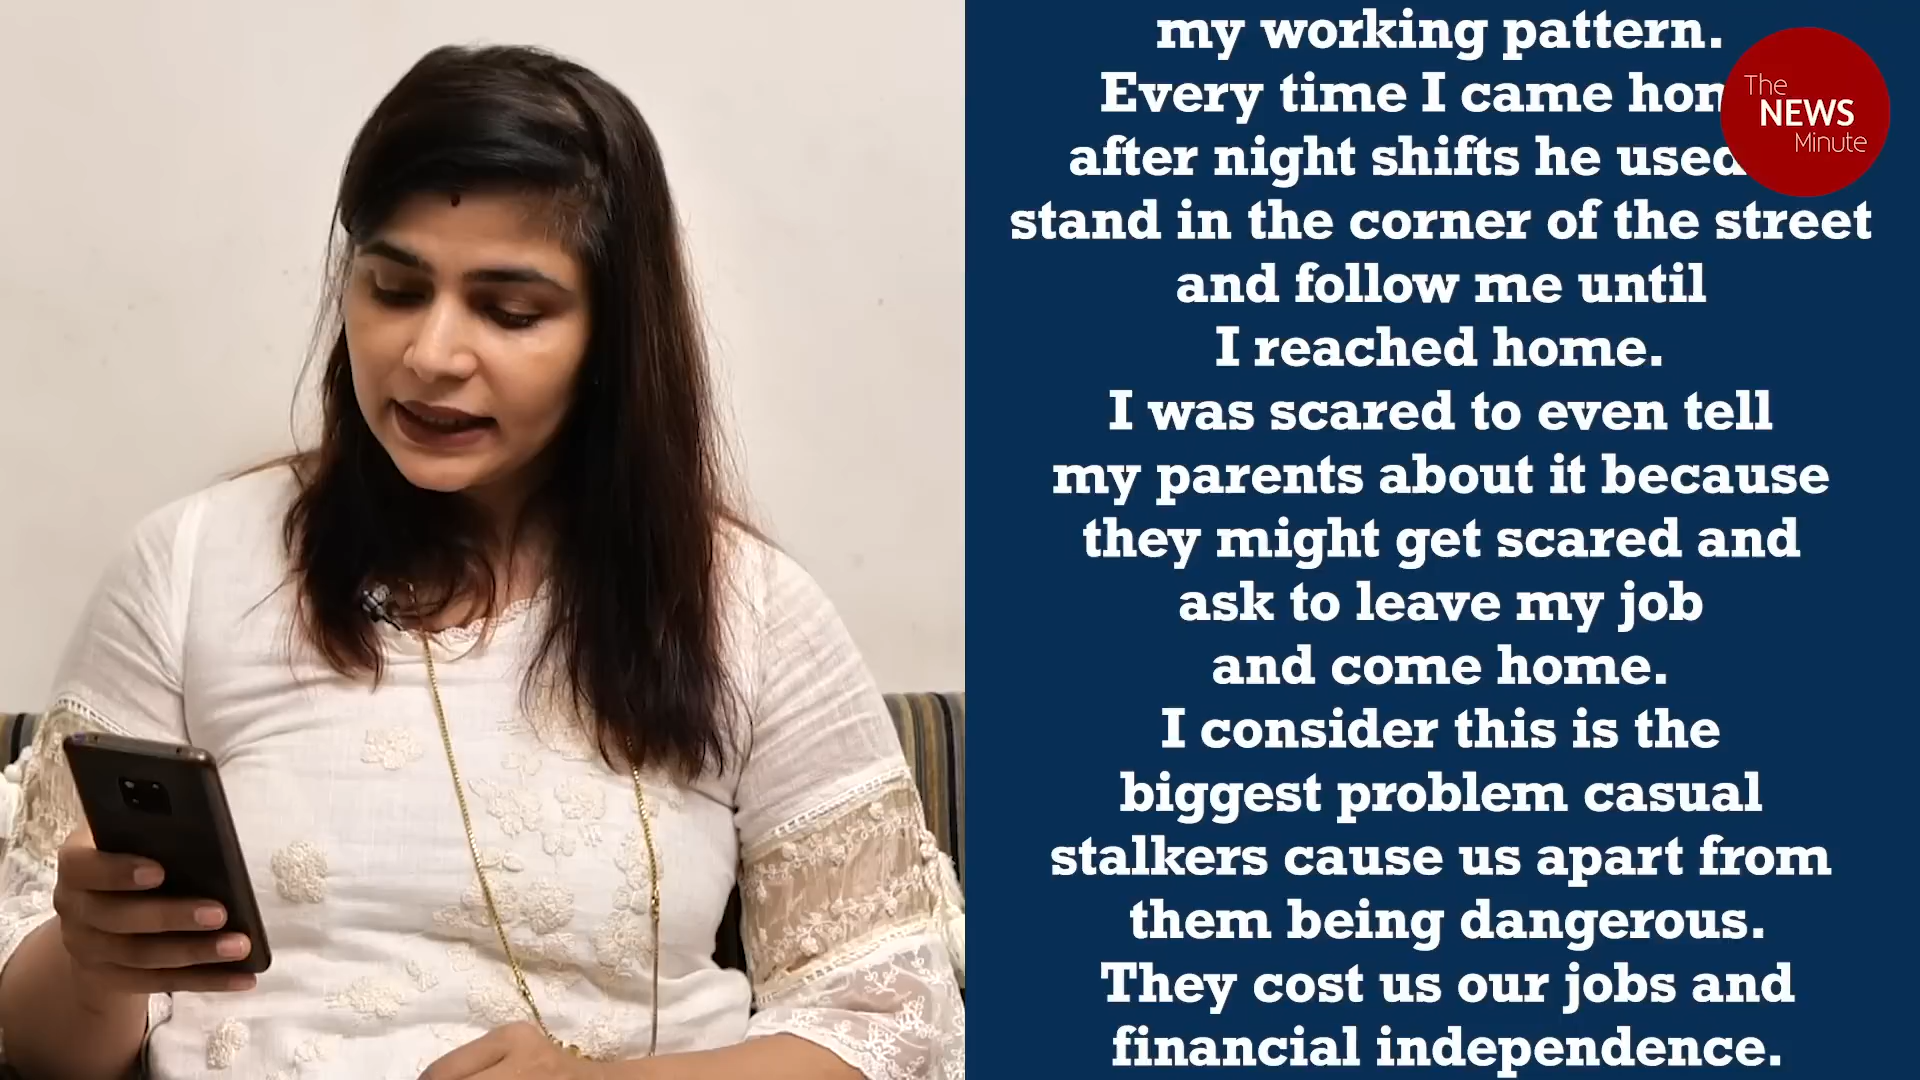 my working pattern.
Every time I came
after night shifts he used
stand in the corner of the street
and follow me until
I reached home.
I was scared to even tell
my parents about it because
they might get scared and
ask to leave my job
and come home.
I consider this is the
biggest problem casual
stalkers cause us apart from
them being dangerous.
They cost us our jobs and
financial independence.
The
NEWS
Minute